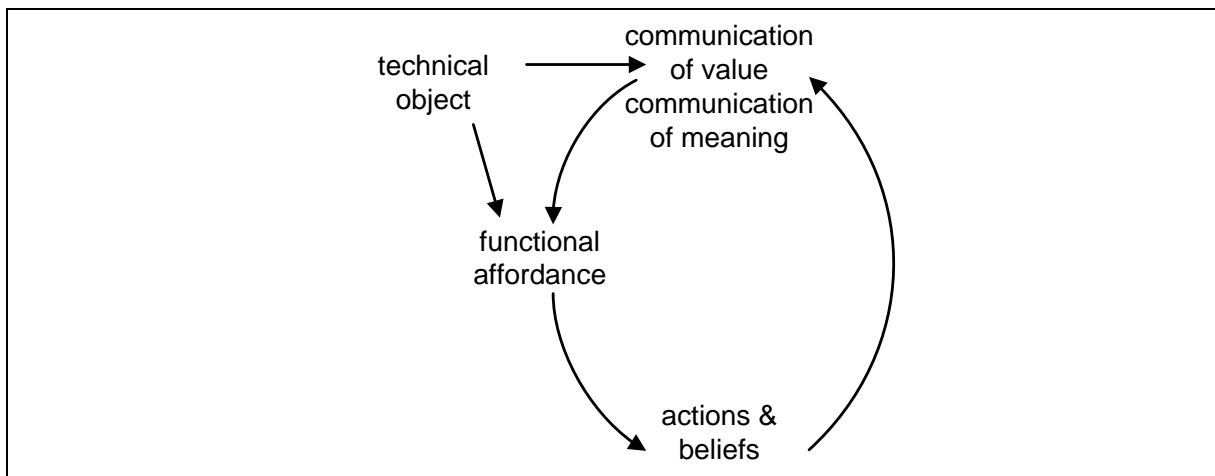 technical
object
communication
of value
communication
of meaning
functional
affordance
actions &
beliefs